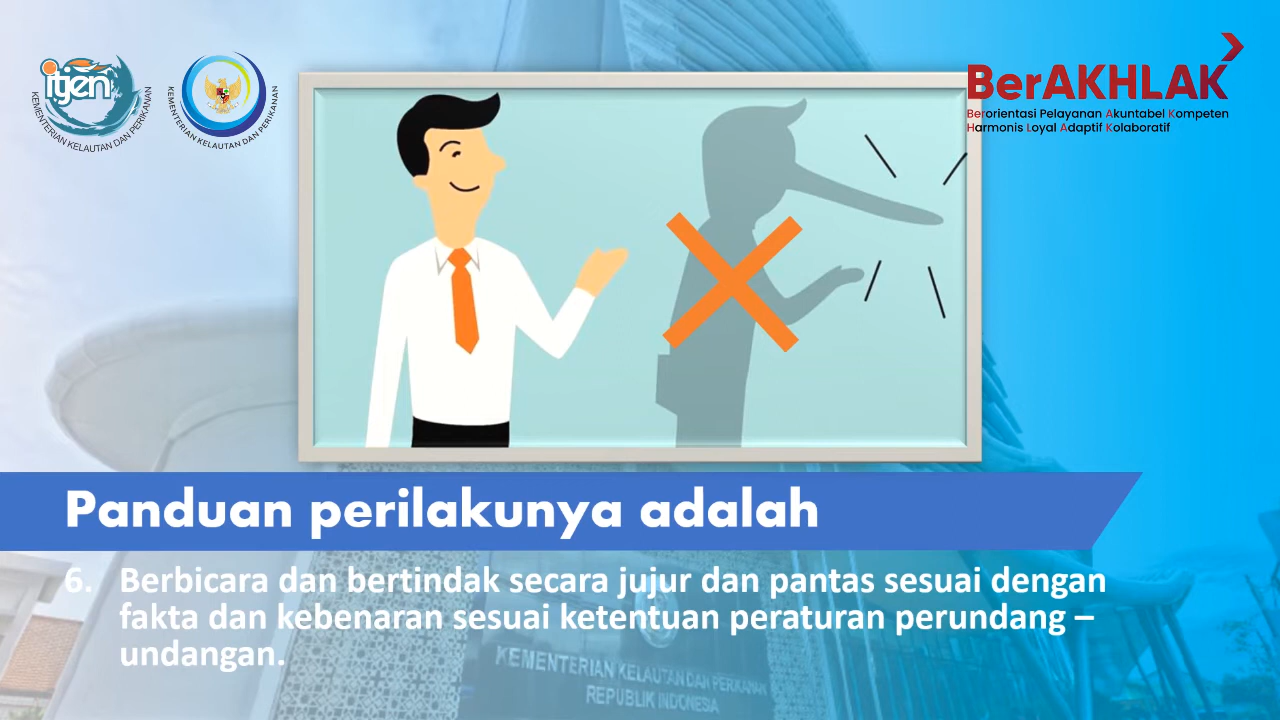 itjen
KEMENTERIAN KELAUTAN DAN PERIKANAN
KEMENTERIAN KELAUTAN DAN PERIKANAN
BerAKHLAK
Berorientasi Pelayanan Akuntabel Kompeten
Harmonis Loyal Adaptif Kolaboratif
Panduan perilakunya adalah
6. Berbicara dan bertindak secara jujur dan pantas sesuai dengan
fakta dan kebenaran sesuai ketentuan peraturan perundang –
undangan.
KEMENTERIAN KELAUTAN DAN PERIKANAN
REPUBLIK INDONESIA